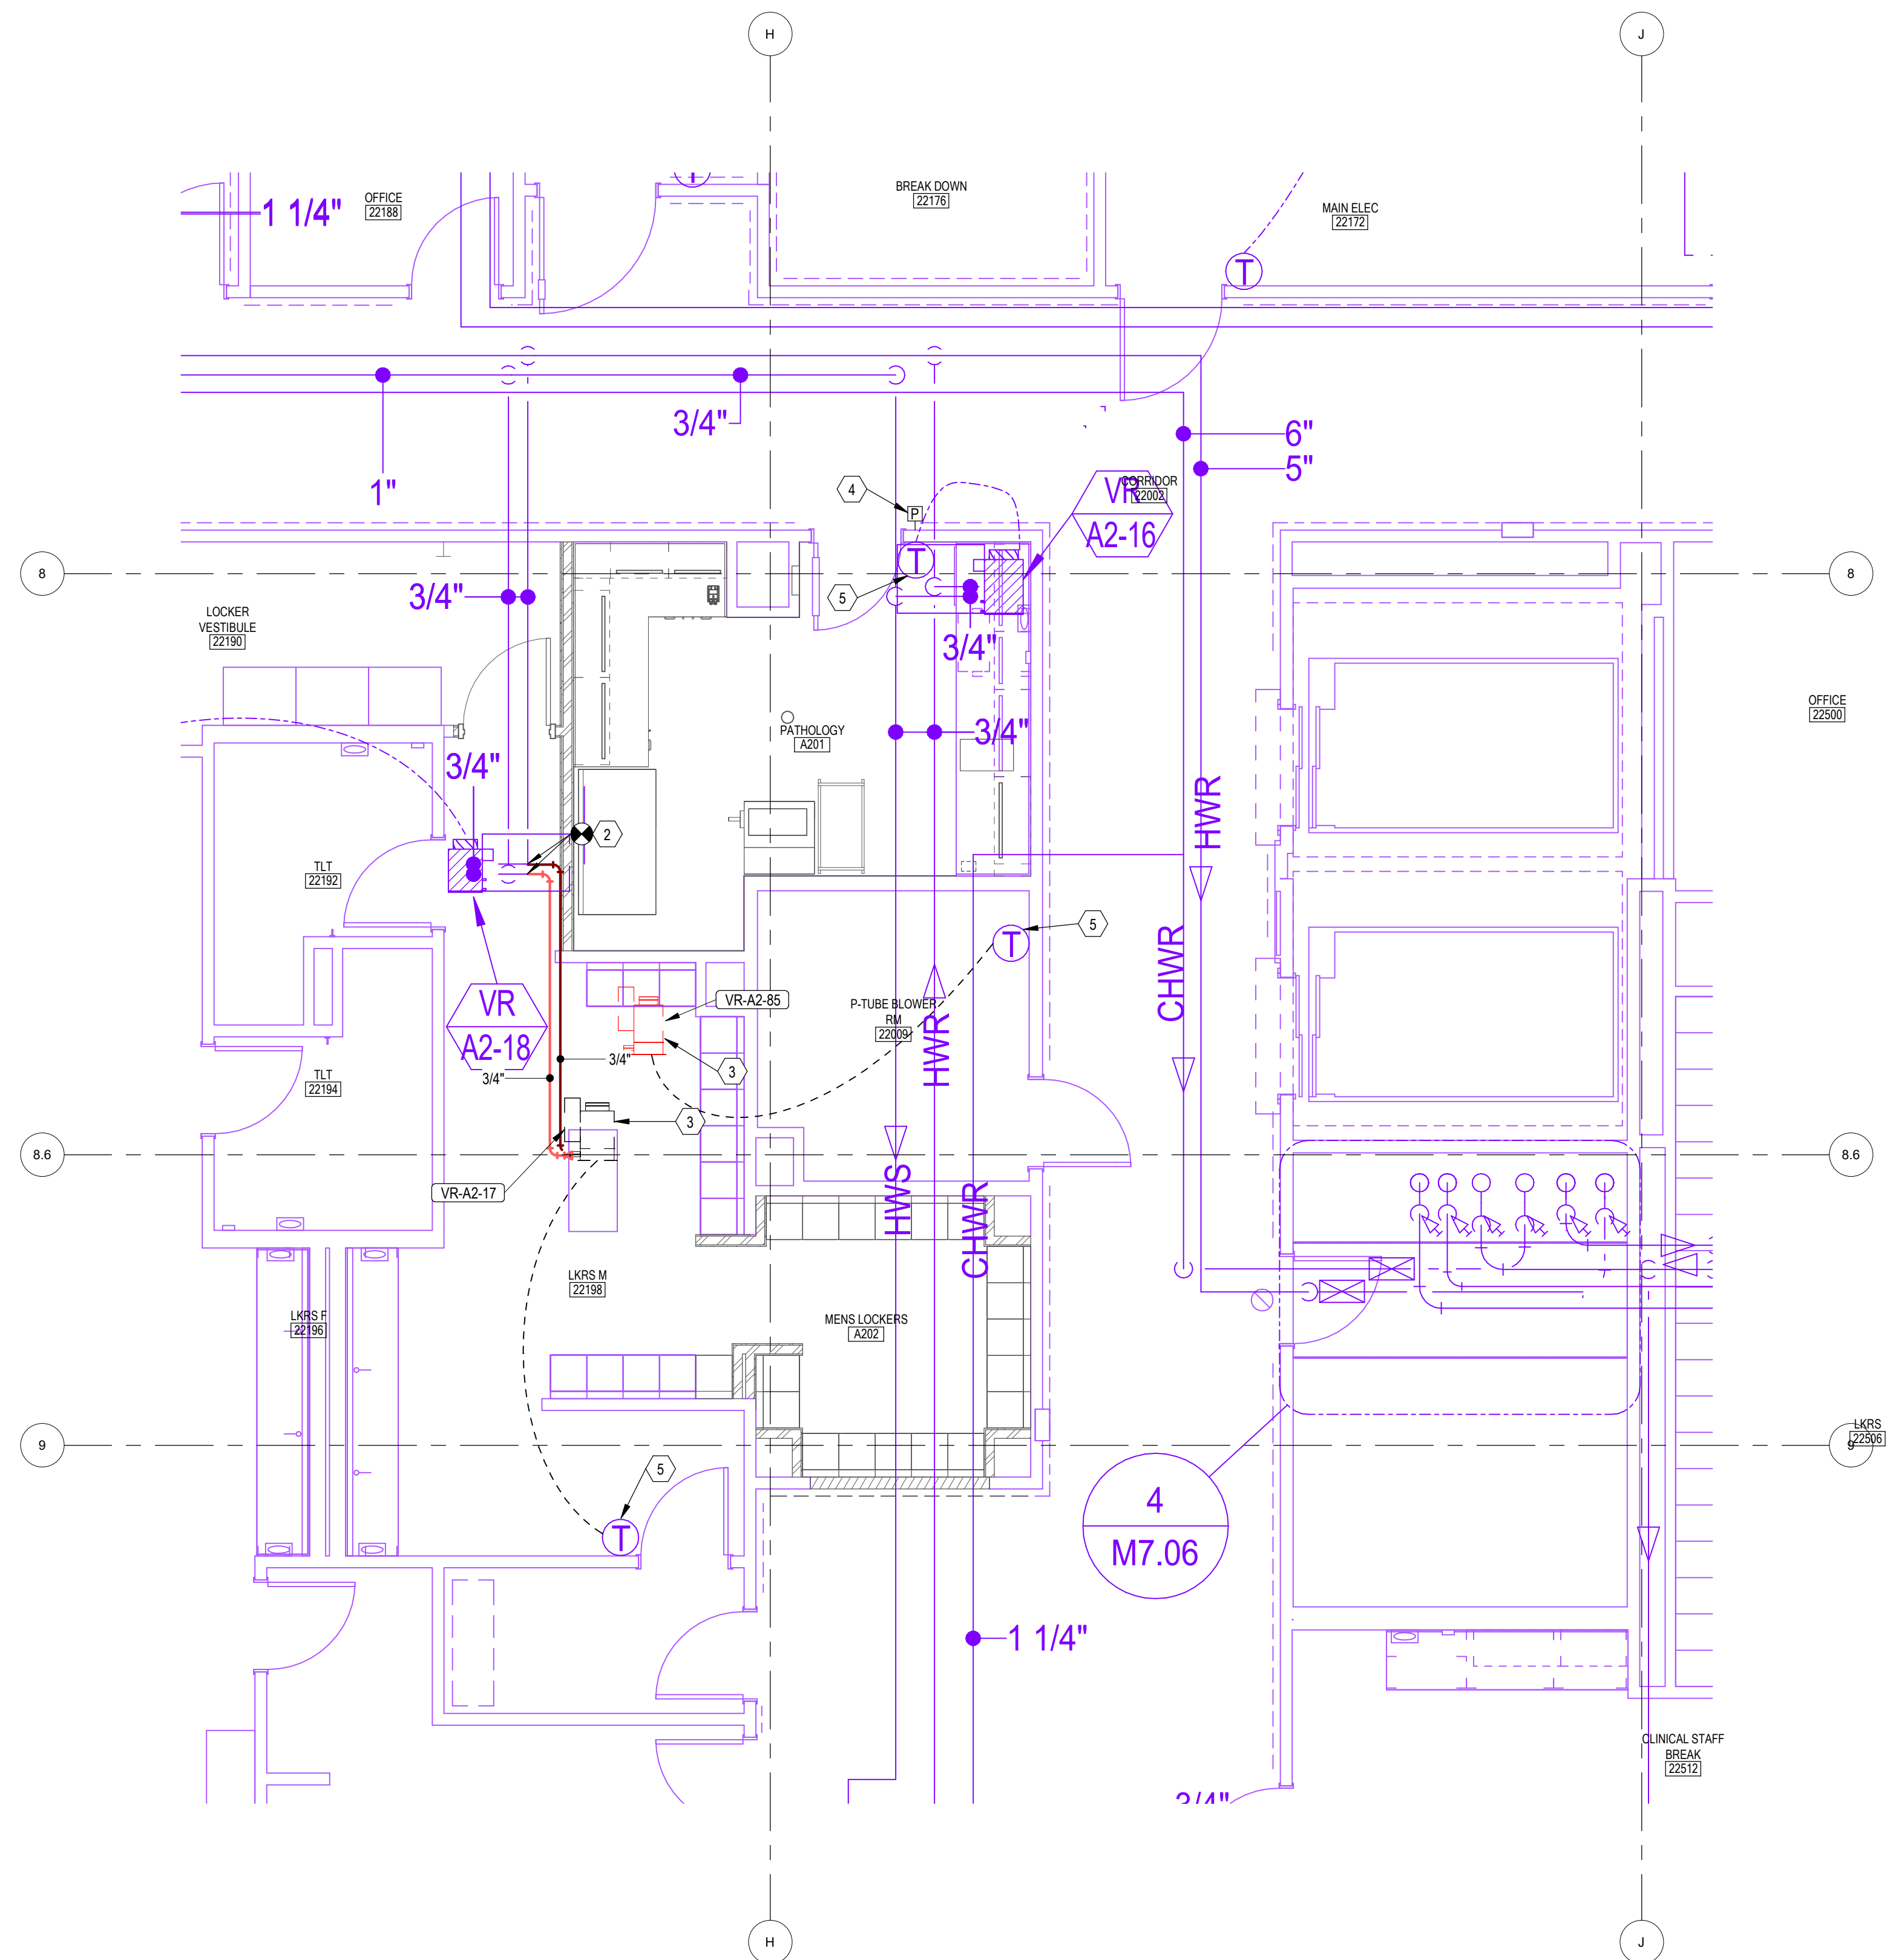 H
J
BREAK DOWN
22176
OFFICE
22188
1 1/4"
MAIN ELEC
22172
T
T
3/4"
6"
5"
1"
CORRIDOR
22002
VR
A2-16
4
P
T
5
8
8
3/4"
LOCKER
VESTIBULE
22190
3/4"
OFFICE
22500
PATHOLOGY
A201
3/4"
3/4"
HWR
2
TLT
22192
T
5
CHWR
VR
A2-18
VR-A2-85
P-TUBE BLOWER
RM
22009
HWR
3/4"
3/4"
3
TLT
22194
3
8.6
8.6
VR-A2-17
HWS
CHWR
LKRS M
22198
LKRS F
22196
MENS LOCKERS
A202
9
9
LKRS
22506
5
T
4
M7.06
1 1/4"
CLINICAL STAFF
BREAK
22512
3/4"
H
J